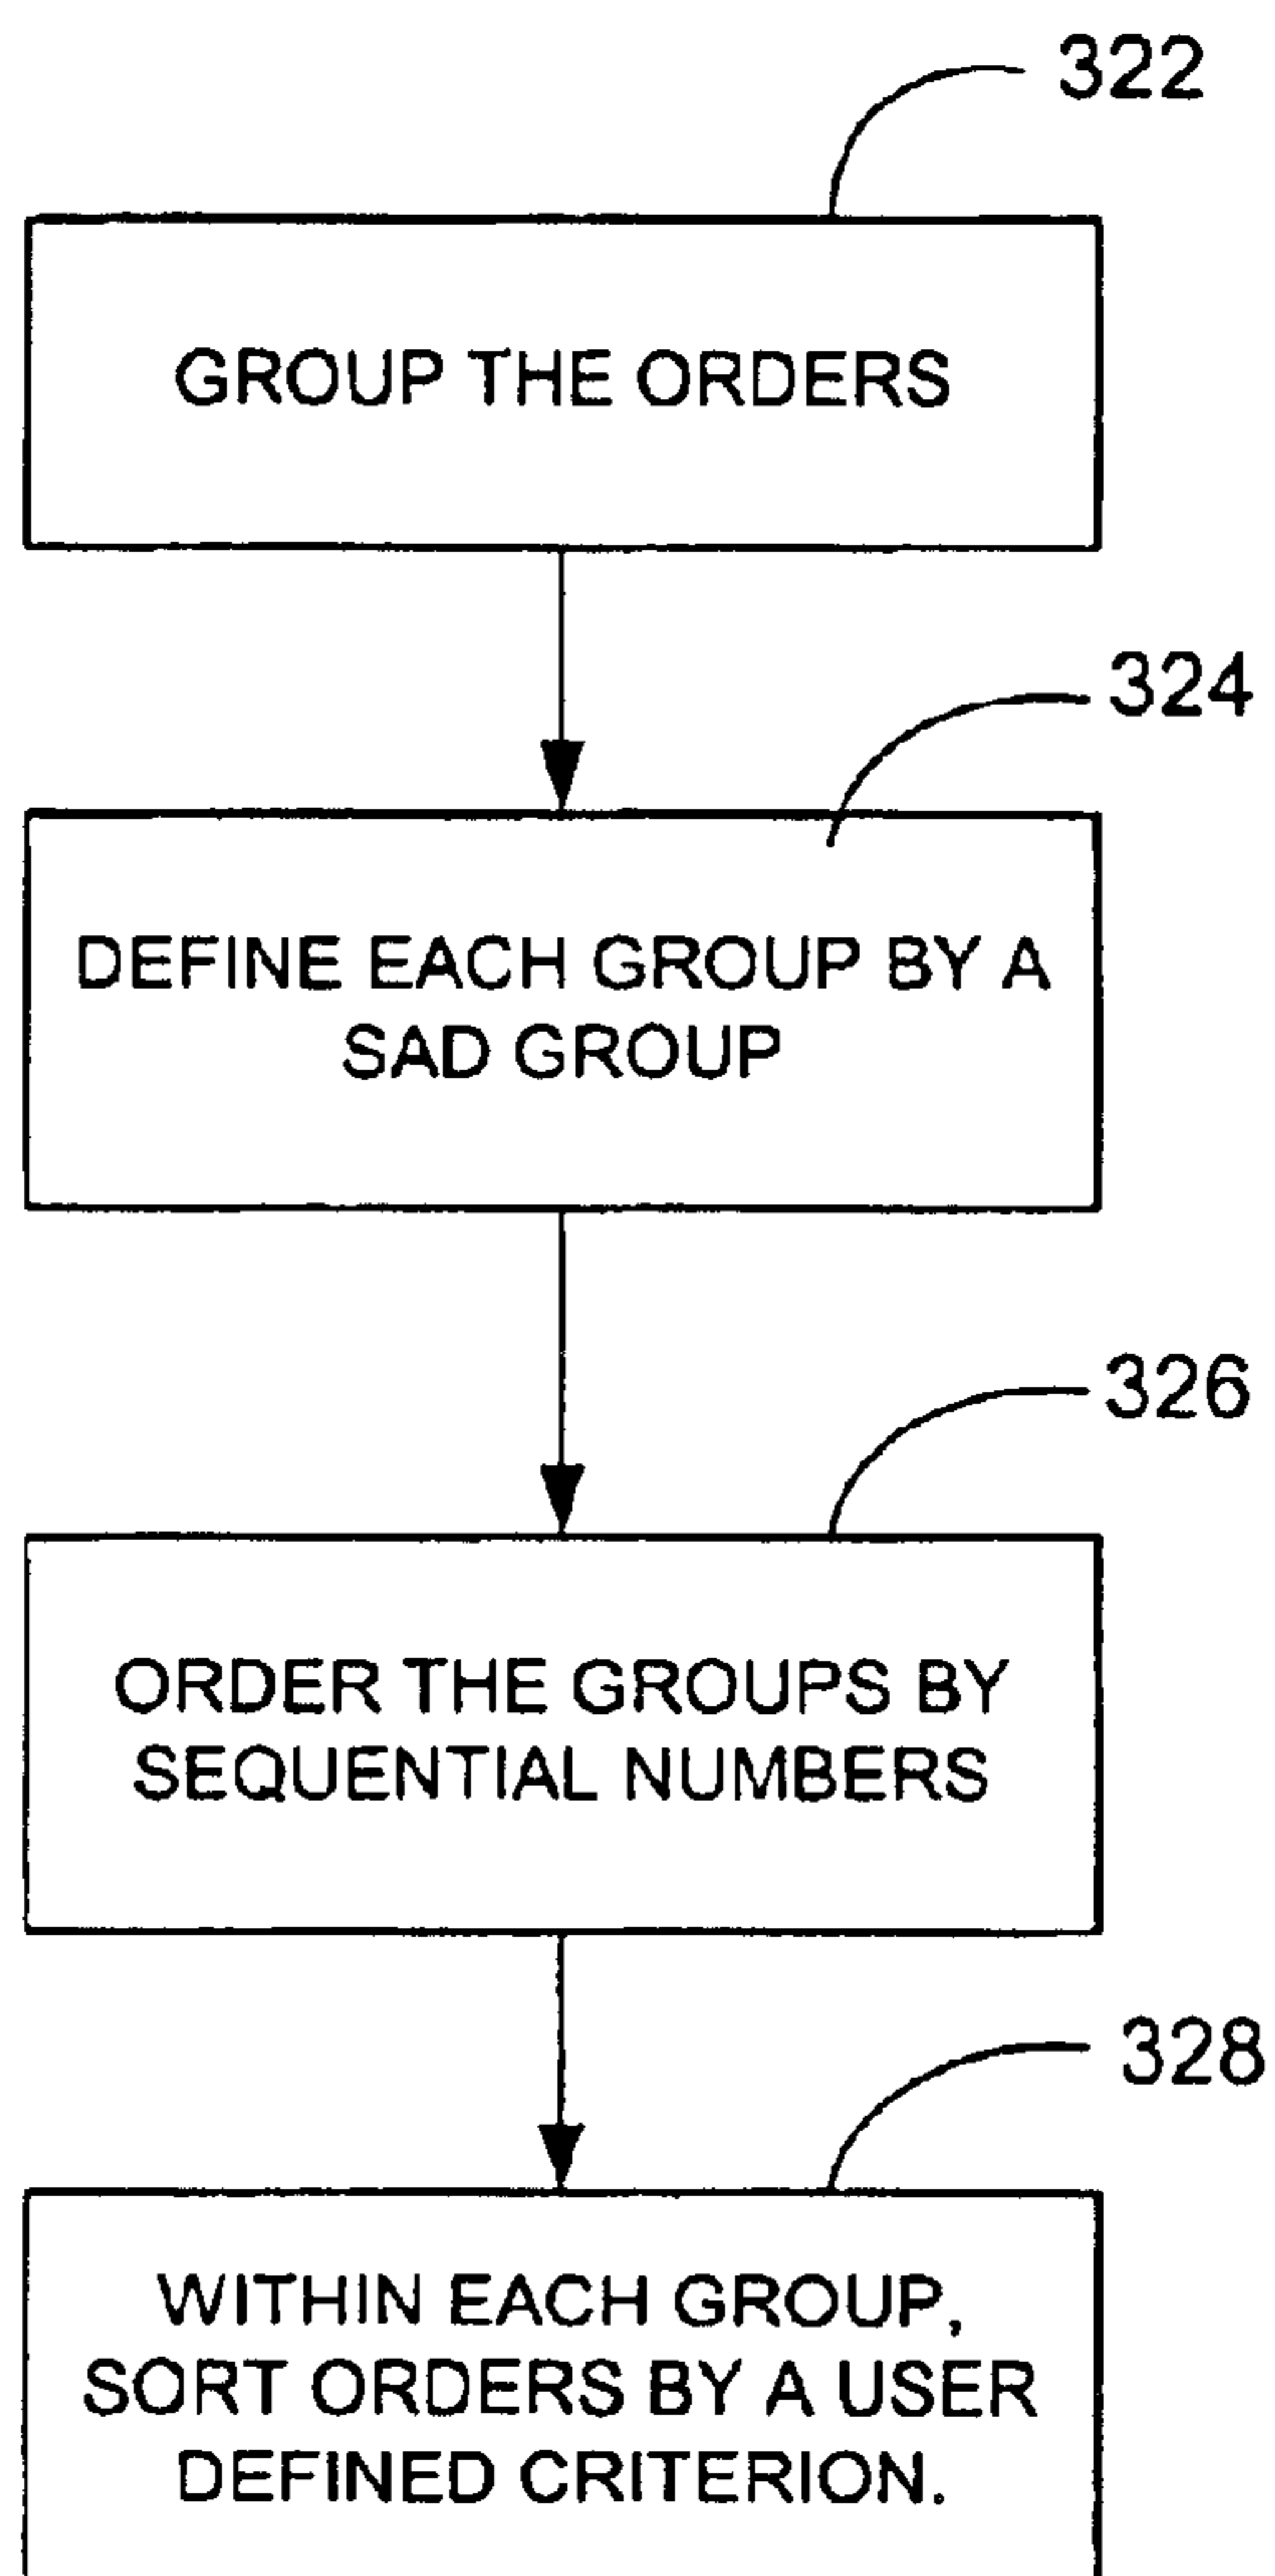 322
GROUP THE ORDERS
324
DEFINE EACH GROUP BY A
SAD GROUP
326
ORDER THE GROUPS BY
SEQUENTIAL NUMBERS
328
WITHIN EACH GROUP,
SORT ORDERS BY A USER
DEFINED CRITERION.